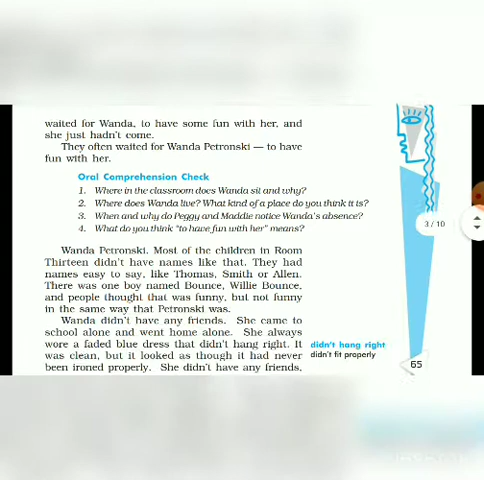 waited for Wanda, to have some fun with her, and
she just hadn't come.
They often waited for Wanda Petronski — to have
fun with her.
Oral Comprehension Check
1. Where in the classroom does Wanda sit and why?
2. Where does Wanda live? What kind of a place do you think it is?
3. When and why do Peggy and Maddie notice Wanda's absence?
4. What do you think "to have fun with her" means?
3 / 10
Wanda Petronski. Most of the children in Room
Thirteen didn't have names like that. They had
names easy to say, like Thomas, Smith or Allen.
There was one boy named Bounce, Willie Bounce,
and people thought that was funny, but not funny
in the same way that Petronski was.
Wanda didn't have any friends. She came to
school alone and went home alone. She always
wore a faded blue dress that didn't hang right. It
was clean, but it looked as though it had never
been ironed properly. She didn't have any friends,
didn't hang right
didn't fit properly
65